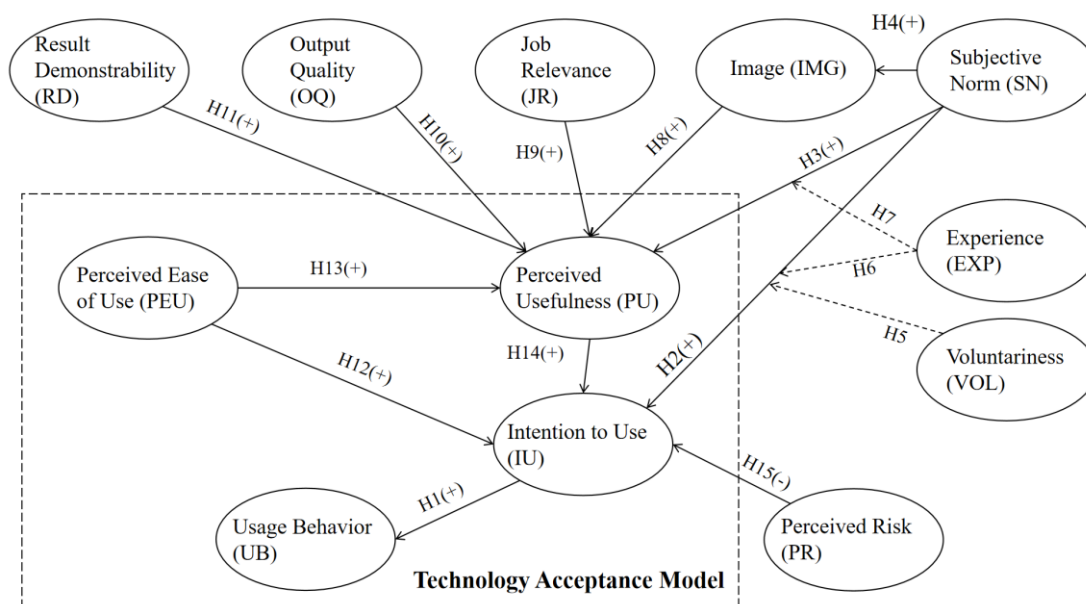 Result
Demonstrability
(RD)
Output
Quality
(OQ)
Job
Relevance
(JR)
Image (IMG)
H4(+)
Subjective
Norm (SN)
H11(+)
H10(+)
H9(+)
H8(+)
H3(+)
H7
Experience
(EXP)
H6
H5
Voluntariness
(VOL)
Perceived Ease
of Use (PEU)
H13(+)
Perceived
Usefulness (PU)
H14(+)
H2(+)
H12(+)
Intention to Use
(IU)
H15(-)
H1(+)
Usage Behavior
(UB)
Perceived Risk
(PR)
Technology Acceptance Model